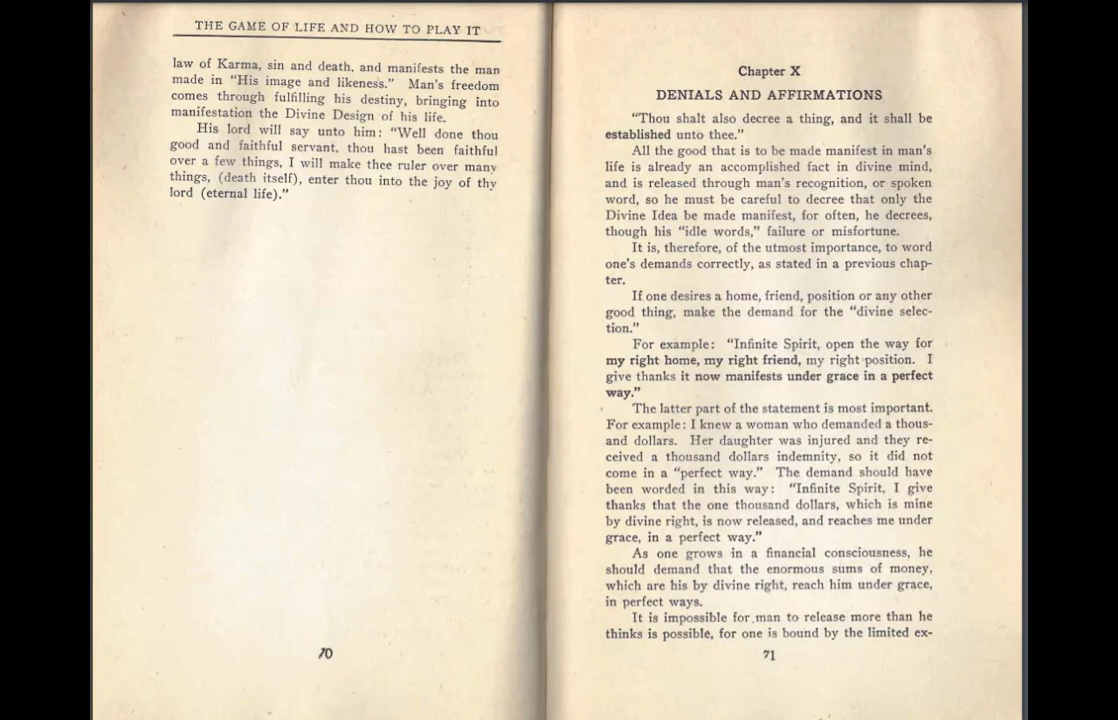 THE GAME OF LIFE AND HOW TO PLAY IT
law of Karma, sin and death, and manifests the man
made in “His image and likeness.” Man’s freedom
comes through fulfilling his destiny, bringing into
manifestation the Divine Design of his life.
His lord will say unto him: “Well done thou
good and faithful servant, thou hast been faithful
over a few things, I will make thee ruler over many
things, (death itself), enter thou into the joy of thy
lord (eternal life).”
70
Chapter X
DENIALS AND AFFIRMATIONS
“Thou shalt also decree a thing, and it shall be
established unto thee.”
All the good that is to be made manifest in man’s
life is already an accomplished fact in divine mind,
and is released through man’s recognition, or spoken
word, so he must be careful to decree that only the
Divine Idea be made manifest, for often, he decrees,
though his “idle words,” failure or misfortune.
It is, therefore, of the utmost importance, to word
one’s demands correctly, as stated in a previous chap-
ter.
If one desires a home, friend, position or any other
good thing, make the demand for the “divine selec-
tion.”
For example: “Infinite Spirit, open the way for
my right home, my right friend, my right position. I
give thanks it now manifests under grace in a perfect
way.”
The latter part of the statement is most important.
For example: I knew a woman who demanded a thous-
and dollars. Her daughter was injured and they re-
ceived a thousand dollars indemnity, so it did not
come in a “perfect way.” The demand should have
been worded in this way: “Infinite Spirit, I give
thanks that the one thousand dollars, which is mine
by divine right, is now released, and reaches me under
grace, in a perfect way.”
As one grows in a financial consciousness, he
should demand that the enormous sums of money,
which are his by divine right, reach him under grace,
in perfect ways.
It is impossible for man to release more than he
thinks is possible, for one is bound by the limited ex-
71